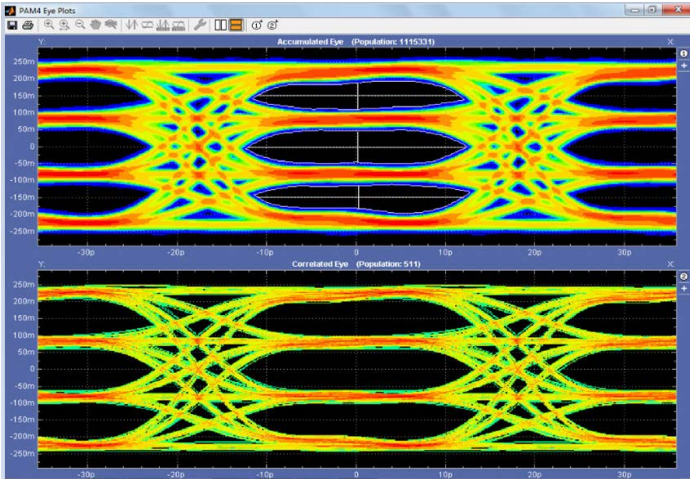 PAM4 Eye Plots
Y: Accumulated Eye (Population: 1115331) X:
250m
200m
150m
100m
50m
0
-50m
-100m
-150m
-200m
-250m
-30p -20p -10p 0 10p 20p 30p
Y: Correlated Eye (Population: 511) X:
250m
200m
150m
100m
50m
0
-50m
-100m
-150m
-200m
-250m
-30p -20p -10p 0 10p 20p 30p